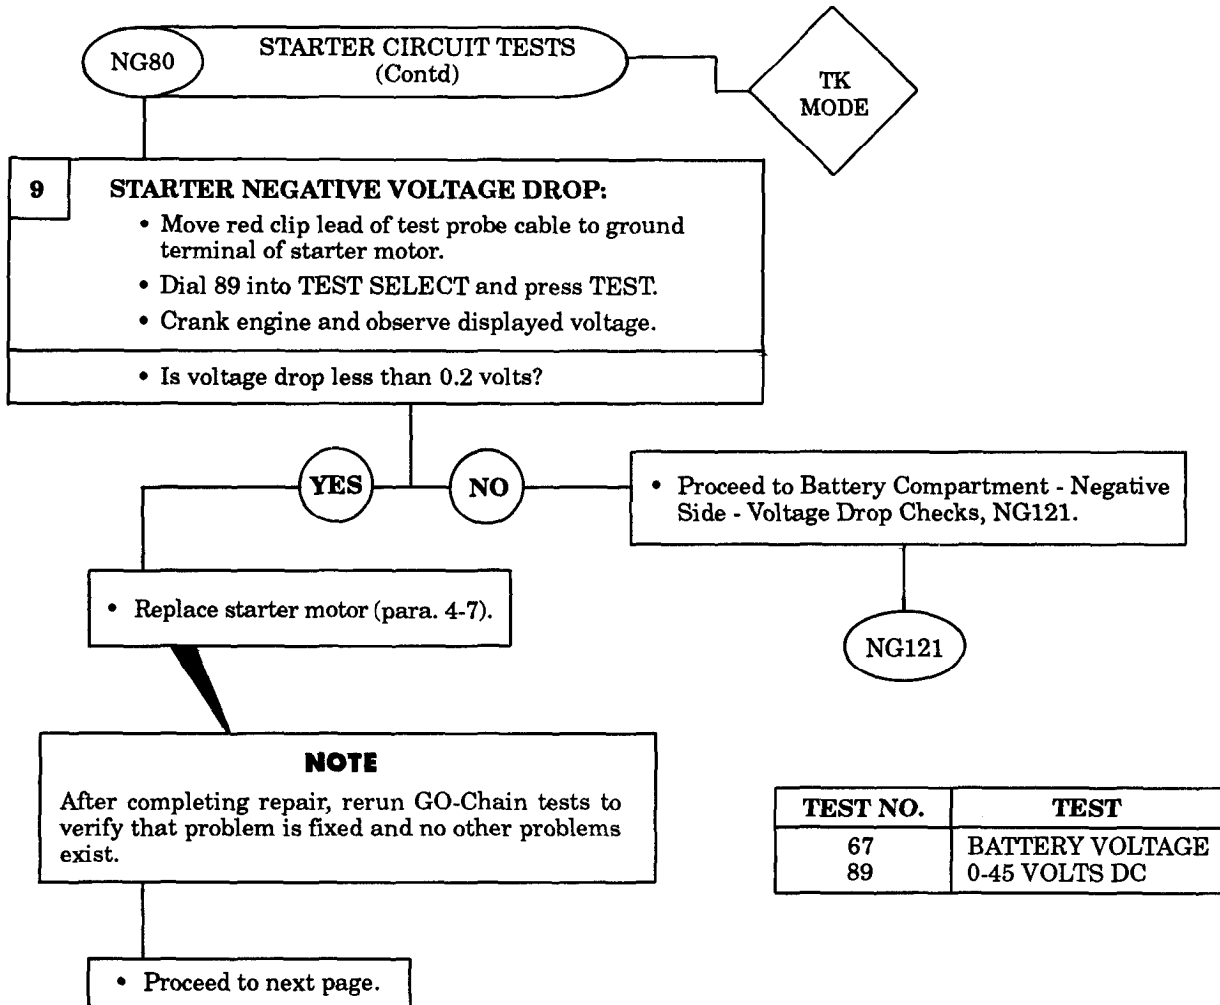 NG80
STARTER CIRCUIT TESTS
(Contd)
TK
MODE
9
STARTER NEGATIVE VOLTAGE DROP:
• Move red clip lead of test probe cable to ground
terminal of starter motor.
• Dial 89 into TEST SELECT and press TEST.
• Crank engine and observe displayed voltage.
• Is voltage drop less than 0.2 volts?
YES
NO
• Proceed to Battery Compartment - Negative
Side - Voltage Drop Checks, NG121.
• Replace starter motor (para. 4-7).
NG121
NOTE
After completing repair, rerun GO-Chain tests to
verify that problem is fixed and no other problems
exist.
TEST NO. TEST
67 BATTERY VOLTAGE
89 0-45 VOLTS DC
• Proceed to next page.